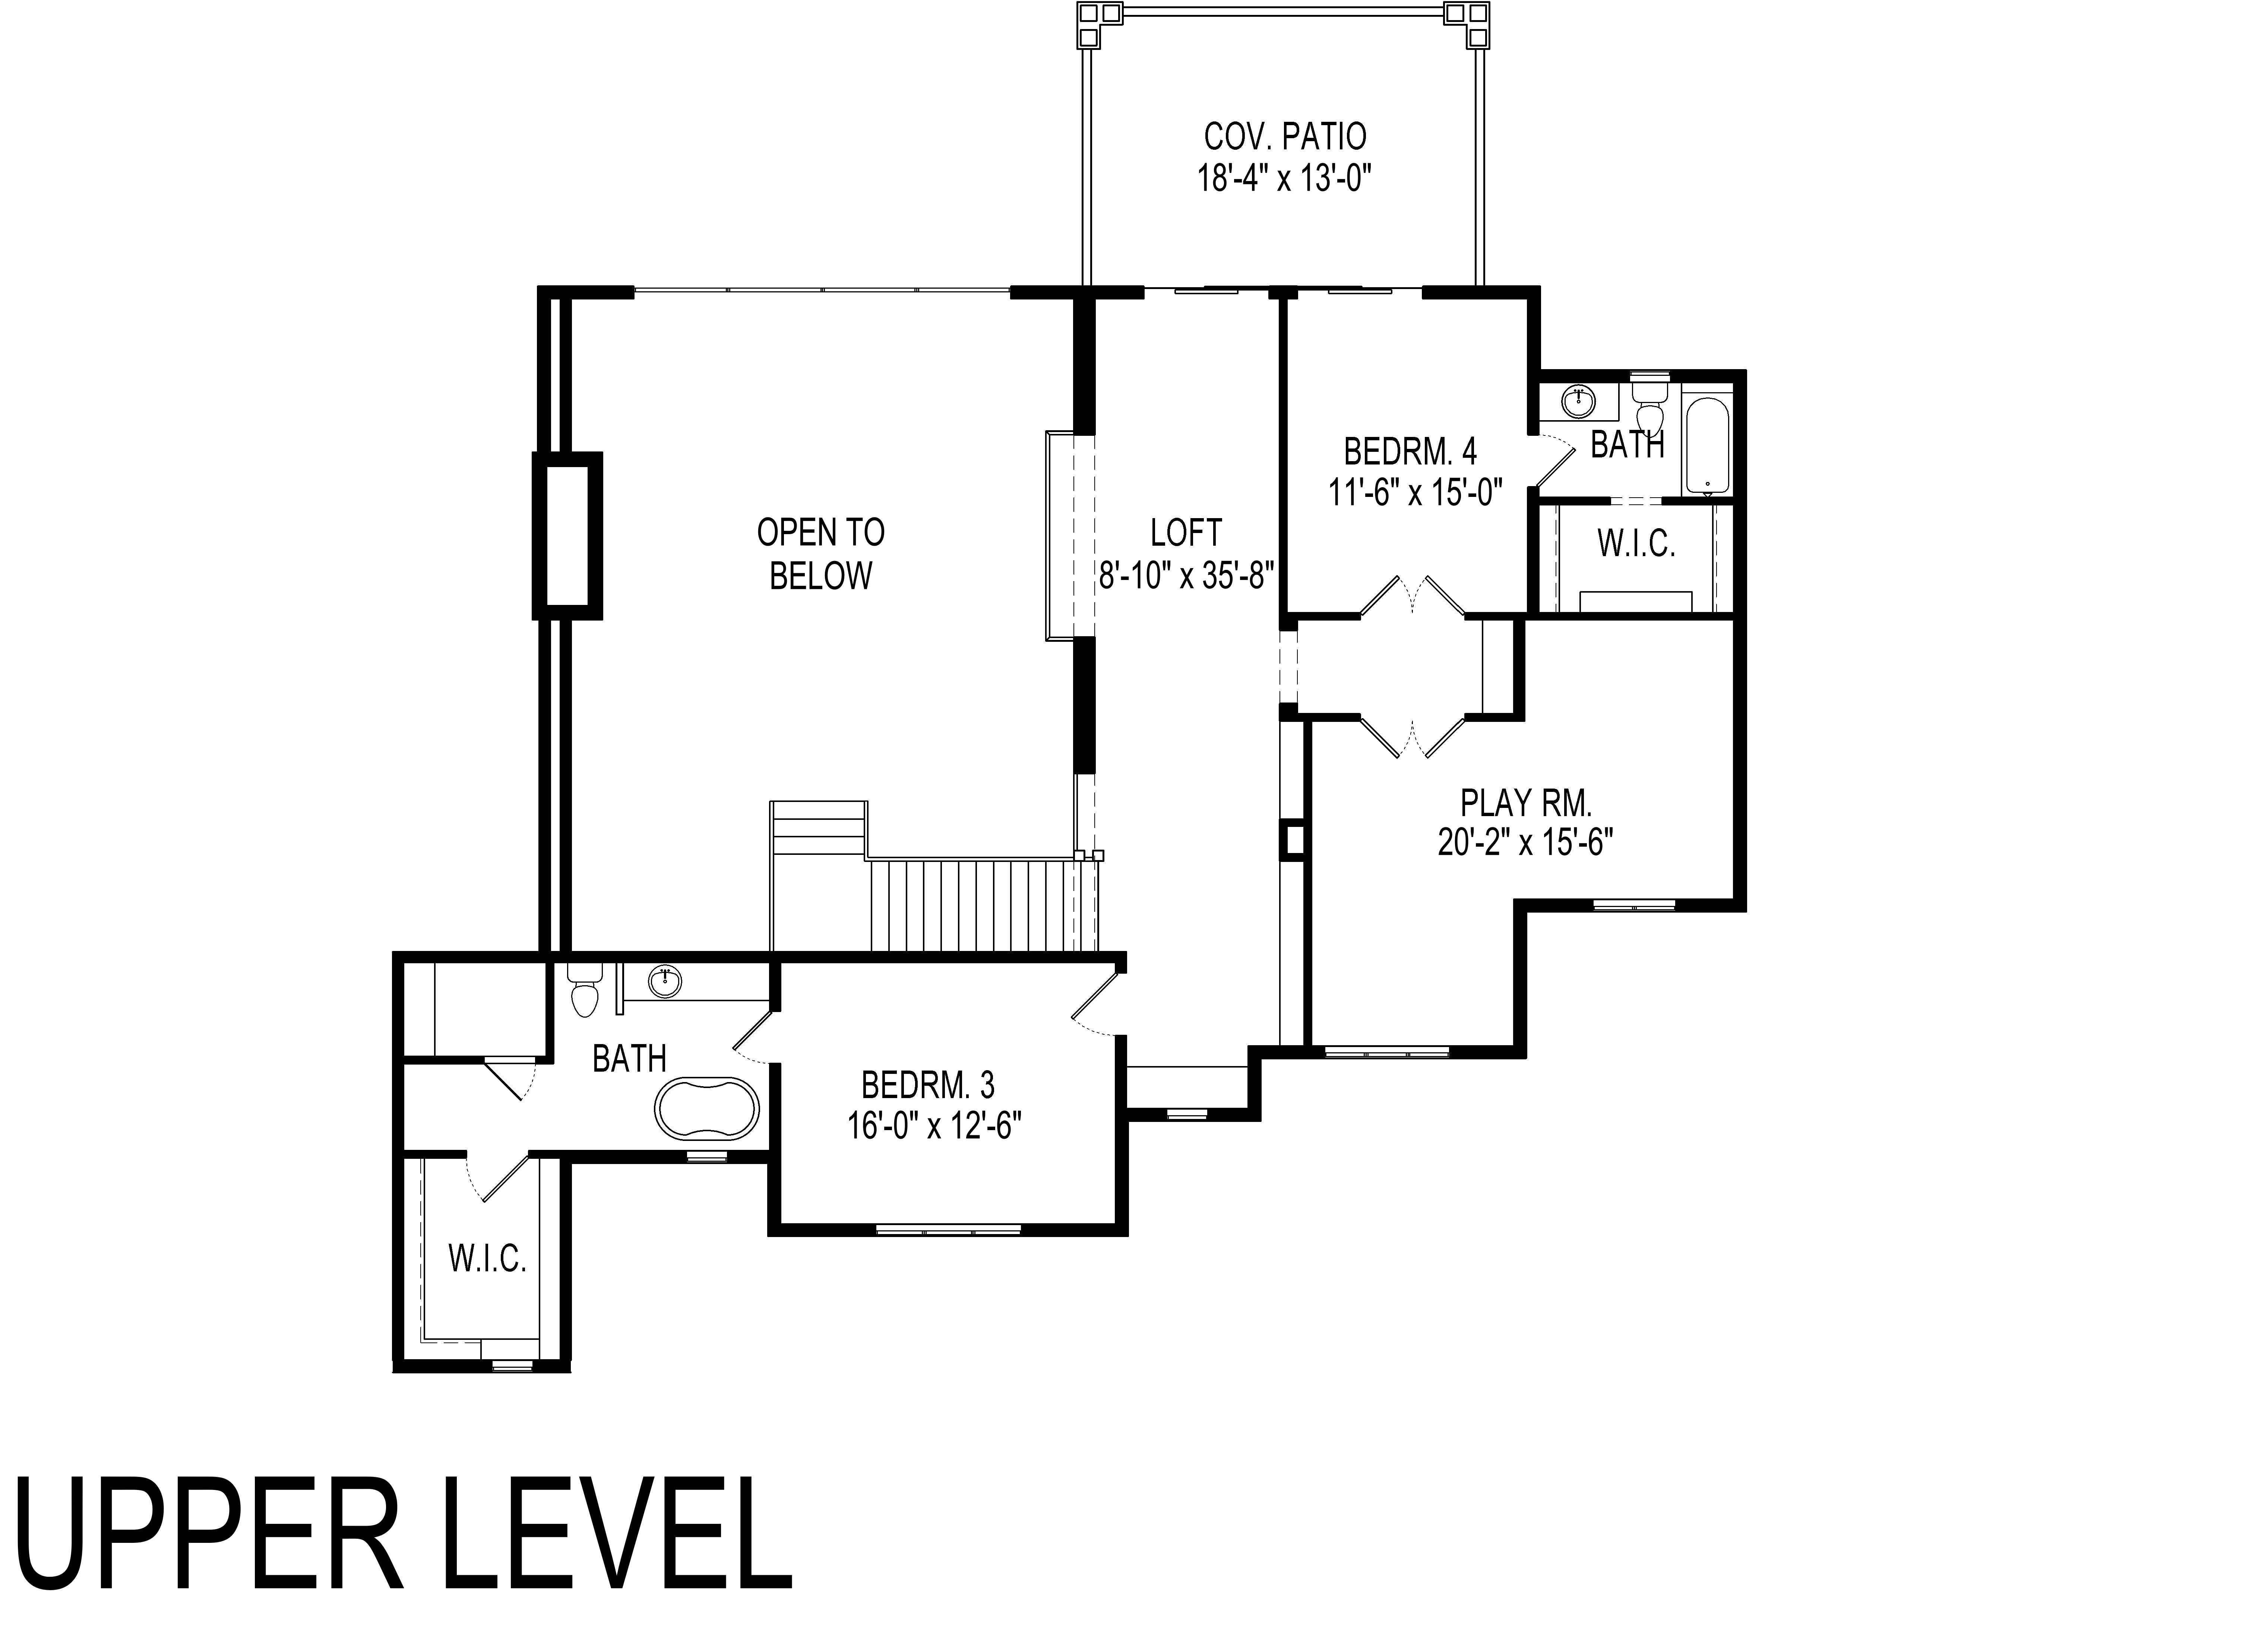 COV. PATIO
18'-4" x 13'-0"
BEDRM. 4
11'-6" x 15'-0"
BATH
W.I.C.
OPEN TO
BELOW
LOFT
8'-10" x 35'-8"
PLAY RM.
20'-2" x 15'-6"
BATH
BEDRM. 3
16'-0" x 12'-6"
W.I.C.
UPPER LEVEL